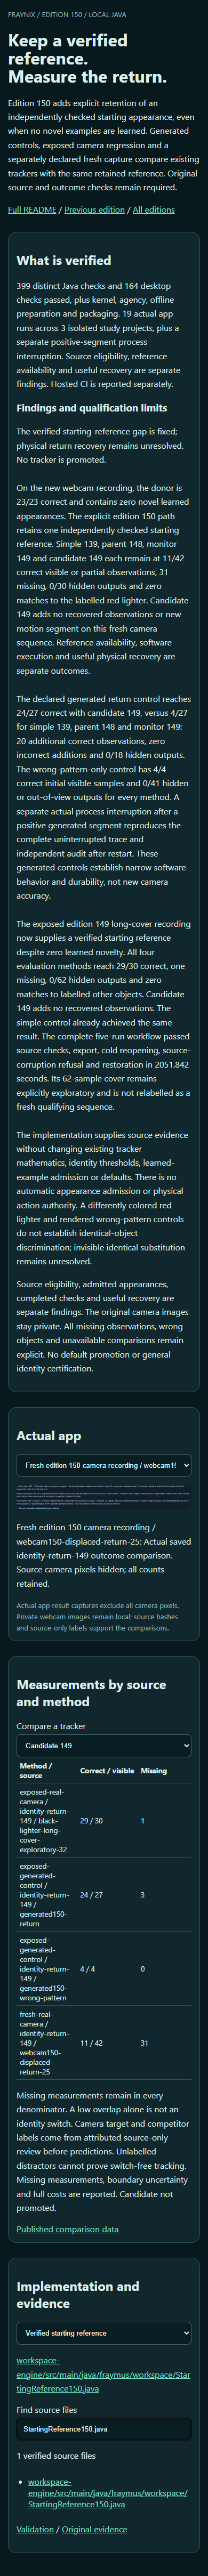 FRAYNIX / EDITION 150 / LOCAL JAVA
Keep a verified
reference.
Measure the return.
Edition 150 adds explicit retention of an
independently checked starting appearance, even
when no novel examples are learned. Generated
controls, exposed camera regression and a
separately declared fresh capture compare existing
trackers with the same retained reference. Original
source and outcome checks remain required.
Full README / Previous edition / All editions
What is verified
399 distinct Java checks and 164 desktop
checks passed, plus kernel, agency, offline
preparation and packaging. 19 actual app
runs across 3 isolated study projects, plus a
separate positive-segment process
interruption. Source eligibility, reference
availability and useful recovery are separate
findings. Hosted CI is reported separately.
Findings and qualification limits
The verified starting-reference gap is fixed;
physical return recovery remains unresolved.
No tracker is promoted.
On the new webcam recording, the donor is
23/23 correct and contains zero novel learned
appearances. The explicit edition 150 path
retains one independently checked starting
reference. Simple 139, parent 148, monitor
149 and candidate 149 each remain at 11/42
correct visible or partial observations, 31
missing, 0/30 hidden outputs and zero
matches to the labelled red lighter. Candidate
149 adds no recovered observations or new
motion segment on this fresh camera
sequence. Reference availability, software
execution and useful physical recovery are
separate outcomes.
The declared generated return control reaches
24/27 correct with candidate 149, versus 4/27
for simple 139, parent 148 and monitor 149:
20 additional correct observations, zero
incorrect additions and 0/18 hidden outputs.
The wrong-pattern-only control has 4/4
correct initial visible samples and 0/41 hidden
or out-of-view outputs for every method. A
separate actual process interruption after a
positive generated segment reproduces the
complete uninterrupted trace and
independent audit after restart. These
generated controls establish narrow software
behavior and durability, not new camera
accuracy.
The exposed edition 149 long-cover recording
now supplies a verified starting reference
despite zero learned novelty. All four
evaluation methods reach 29/30 correct, one
missing, 0/62 hidden outputs and zero
matches to labelled other objects. Candidate
149 adds no recovered observations. The
simple control already achieved the same
result. The complete five-run workflow passed
source checks, export, cold reopening, source-
corruption refusal and restoration in 2051.842
seconds. Its 62-sample cover remains
explicitly exploratory and is not relabelled as a
fresh qualifying sequence.
The implementation supplies source evidence
without changing existing tracker
mathematics, identity thresholds, learned-
example admission or defaults. There is no
automatic appearance admission or physical
action authority. A differently colored red
lighter and rendered wrong-pattern controls
do not establish identical-object
discrimination; invisible identical substitution
remains unresolved.
Source eligibility, admitted appearances,
completed checks and useful recovery are
separate findings. The original camera images
stay private. All missing observations, wrong
objects and unavailable comparisons remain
explicit. No default promotion or general
identity certification.
Actual app
Fresh edition 150 camera recording / webcam15
Fresh edition 150 camera recording /
webcam150-displaced-return-25: Actual saved
identity-return-149 outcome comparison.
Source camera pixels hidden; all counts
retained.
Actual app result captures exclude all camera pixels.
Private webcam images remain local; source hashes
and source-only labels support the comparisons.
Measurements by source
and method
Compare a tracker
Candidate 149
Method / source Correct / visible Missing
exposed-real-camera / identity-return-149 / black-lighter-long-cover-exploratory-32 29 / 30 1
exposed-generated-control / identity-return-149 / generated150-return 24 / 27 3
exposed-generated-control / identity-return-149 / generated150-wrong-pattern 4 / 4 0
fresh-real-camera / identity-return-149 / webcam150-displaced-return-25 11 / 42 31
Missing measurements remain in every
denominator. A low overlap alone is not an
identity switch. Camera target and competitor
labels come from attributed source-only
review before predictions. Unlabelled
distractors cannot prove switch-free tracking.
Missing measurements, boundary uncertainty
and full costs are reported. Candidate not
promoted.
Published comparison data
Implementation and
evidence
Verified starting reference
workspace-
engine/src/main/java/fraymus/workspace/Star
tingReference150.java
Find source files
StartingReference150.java
1 verified source files
workspace-
engine/src/main/java/fraymus/workspace/
StartingReference150.java
Validation / Original evidence